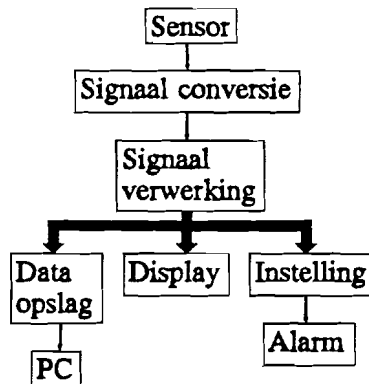 Sensor
Signaal conversie
Signaal
verwerking
Data
opslag
Display
Instelling
PC
Alarm